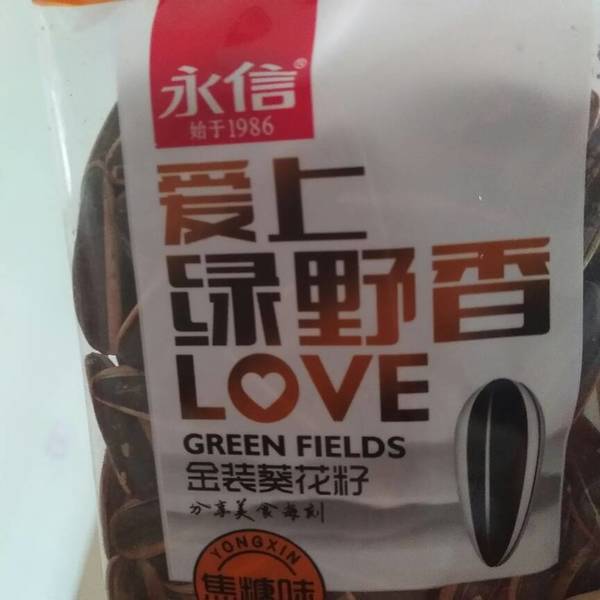 永信®
始于1986
爱上
绿野香
LOVE
GREEN FIELDS
金装葵花籽
分享美食每刻
YONGXIN
焦糖味